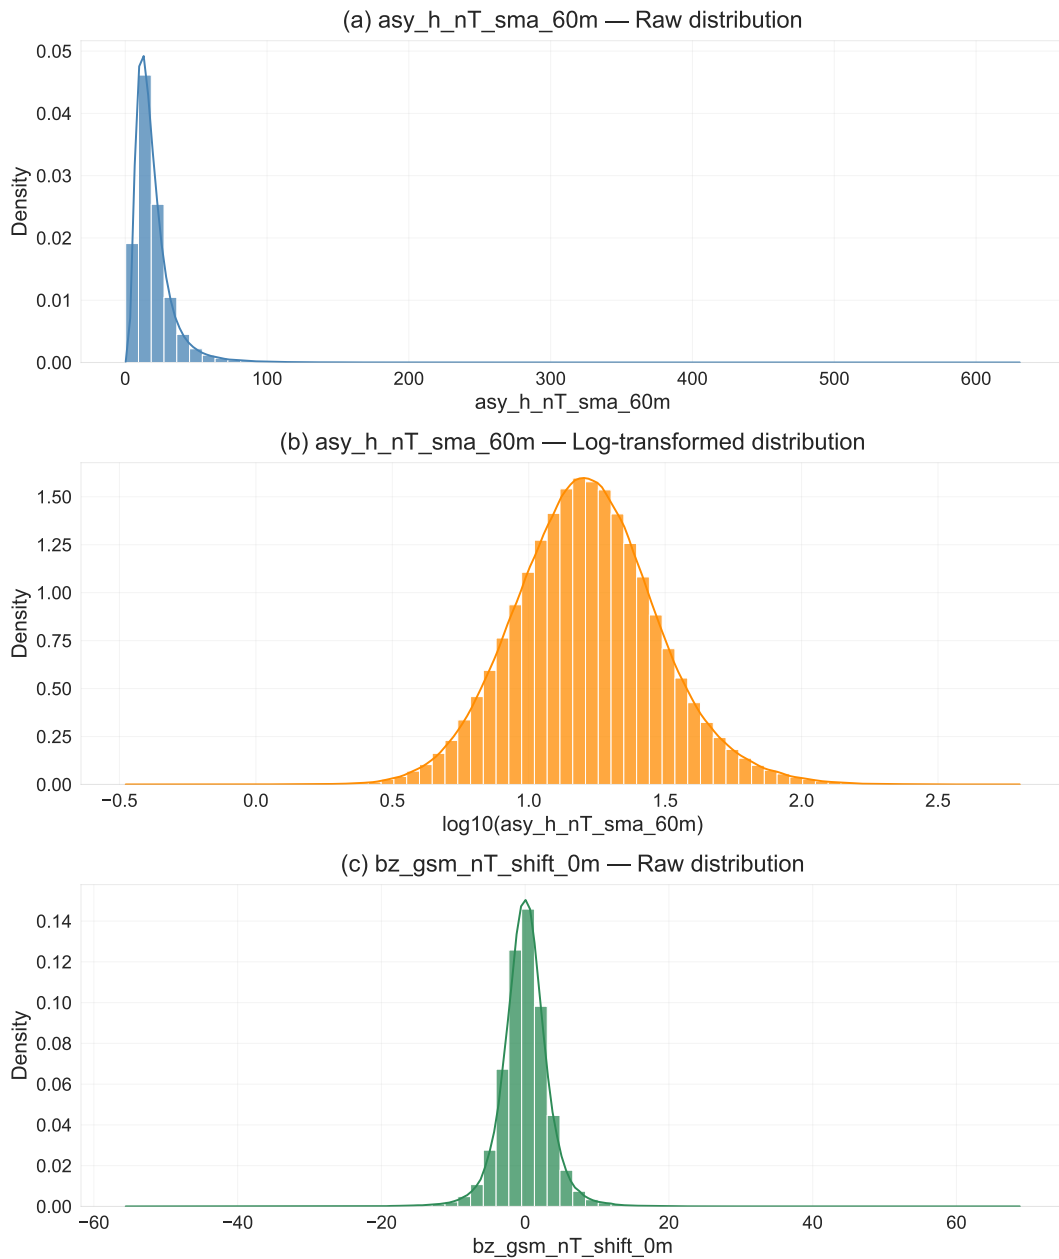 (a) asy_h_nT_sma_60m — Raw distribution
0.05
0.04
0.03
0.02
0.01
0.00
Density
0 100 200 300 400 500 600
asy_h_nT_sma_60m
(b) asy_h_nT_sma_60m — Log-transformed distribution
1.50
1.25
1.00
0.75
0.50
0.25
0.00
Density
−0.5 0.0 0.5 1.0 1.5 2.0 2.5
log10(asy_h_nT_sma_60m)
(c) bz_gsm_nT_shift_0m — Raw distribution
0.14
0.12
0.10
0.08
0.06
0.04
0.02
0.00
Density
−60 −40 −20 0 20 40 60
bz_gsm_nT_shift_0m